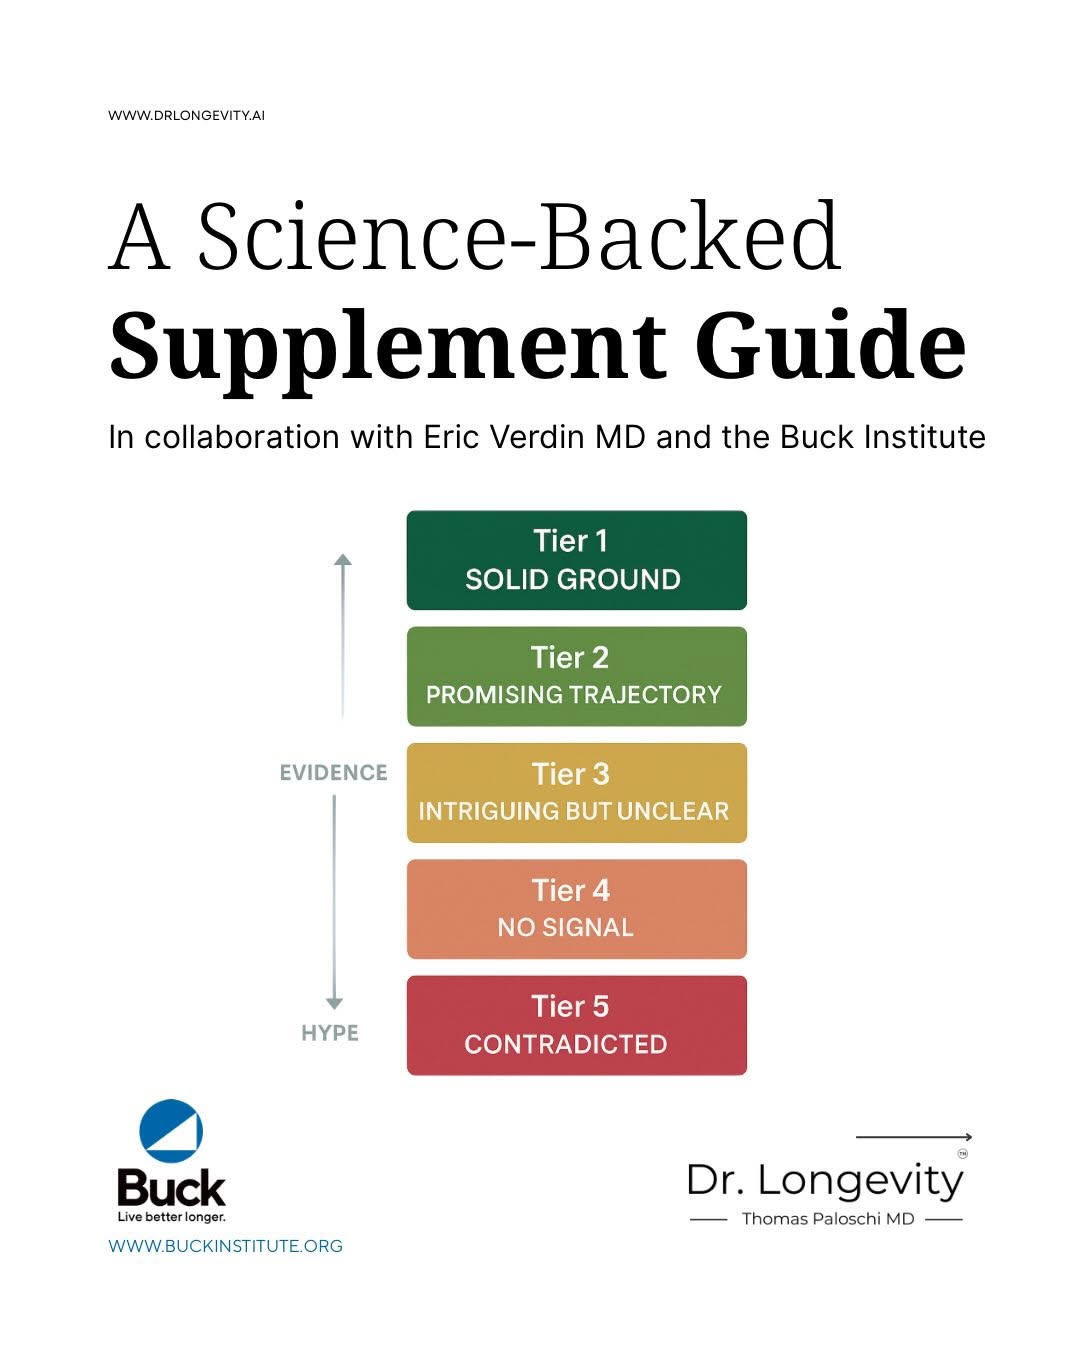 WWW.DRLONGEVITY.AI
A Science-Backed
Supplement Guide
In collaboration with Eric Verdin MD and the Buck Institute
Tier 1
SOLID GROUND
Tier 2
PROMISING TRAJECTORY
EVIDENCE
Tier 3
INTRIGUING BUT UNCLEAR
Tier 4
NO SIGNAL
Tier 5
CONTRADICTED
HYPE
Buck
Live better longer.
WWW.BUCKINSTITUTE.ORG
Dr. Longevity TM
Thomas Paloschi MD